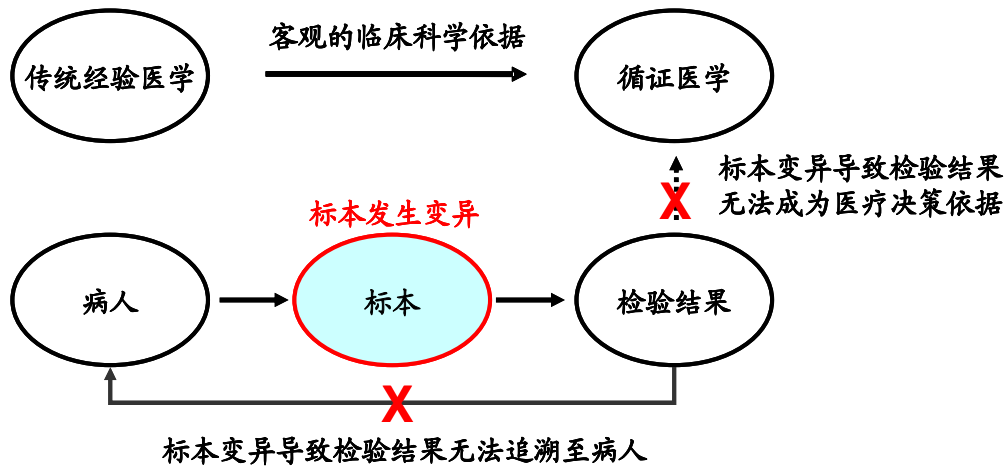 客观的临床科学依据
传统经验医学
循证医学
标本变异导致检验结果
无法成为医疗决策依据
标本发生变异
病人
标本
检验结果
X
X
标本变异导致检验结果无法追溯至病人